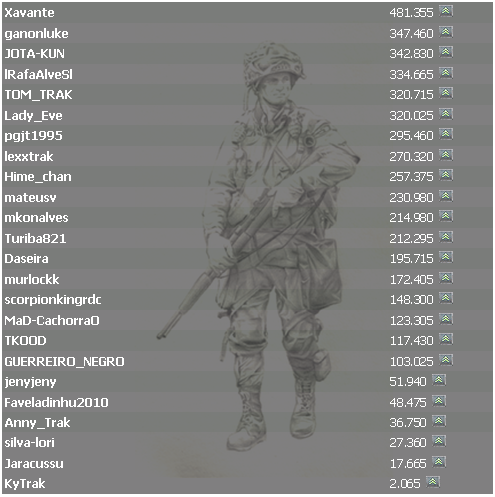 Xavante 481.355
ganonluke 347.460
JOTA-KUN 342.830
lRafaAlveSl 334.665
TOM_TRAK 320.715
Lady_Eve 320.025
pgjt1995 295.460
lexxtrak 270.320
Hime_chan 257.375
mateusv 230.980
mkonalves 214.980
Turiba821 212.295
Daseira 195.715
murlockk 172.405
scorpionkingrdc 148.300
MaD-CachorraO 123.305
TKOOD 117.430
GUERREIRO_NEGRO 103.025
jenyjeny 51.940
Faveladinhu2010 48.475
Anny_Trak 36.750
silva-lori 27.360
Jaracussu 17.665
KyTrak 2.065